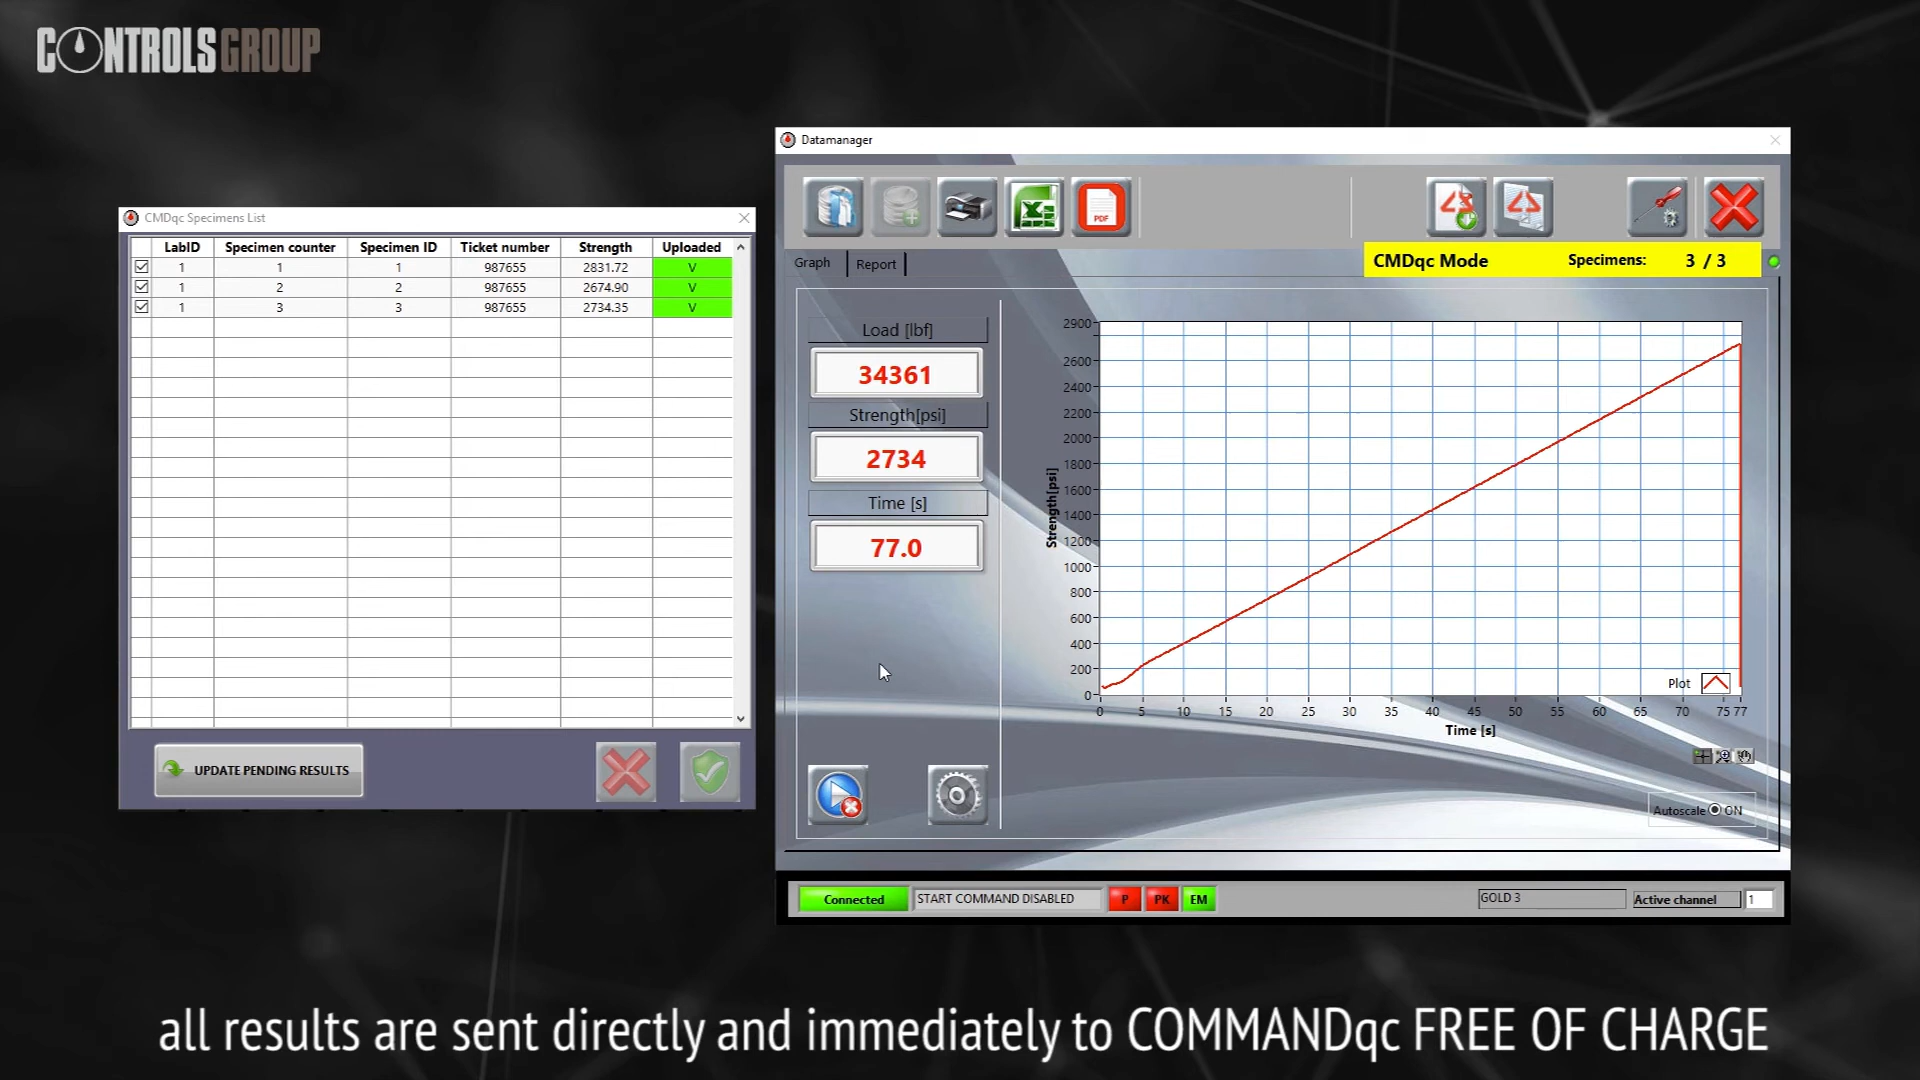 CONTROLSGROUP
CMDqc Specimens List
LabID Specimen counter Specimen ID Ticket number Strength Uploaded
1 1 1 987655 2831.72 V
1 2 2 987655 2674.90 V
1 3 3 987655 2734.35 V
UPDATE PENDING RESULTS
Datamanager
PDF
Graph Report
CMDqc Mode Specimens: 3 / 3
Load [lbf]
34361
Strength[psi]
2734
Time [s]
77.0
2900
2600
2400
2200
2000
1800
1600
1400
1200
1000
800
600
400
200
0
Strength[psi]
Plot
0 5 10 15 20 25 30 35 40 45 50 55 60 65 70 75 77
Time [s]
Autoscale ON
Connected START COMMAND DISABLED P PK EM GOLD 3 Active channel 1
all results are sent directly and immediately to COMMANDqc FREE OF CHARGE